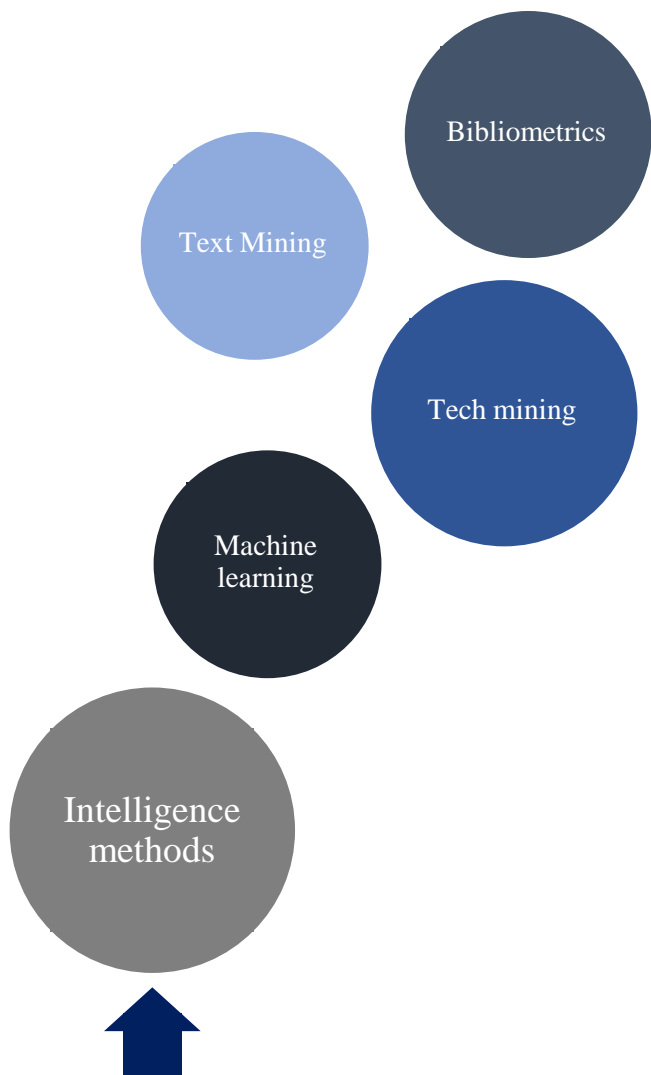 Bibliometrics
Text Mining
Tech mining
Machine
learning
Intelligence
methods